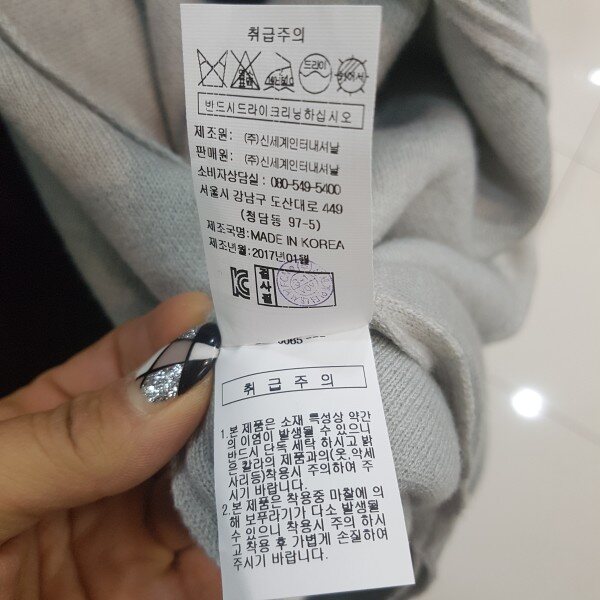 취급주의
드라이
반드시드라이크리닝하십시오
제조원: (주)신세계인터내셔날
판매원: (주)신세계인터내셔날
소비자상담실: 080-549-5400
서울시 강남구 도산대로 449
(청담동 97-5)
제조국명: MADE IN KOREA
제조년월: 2017년01월
검사필
취급주의
1. 본 제품은 소재 특성상 약간
의 이염이 발생될 수 있으니
반드시 단독 세탁 하시고 밝
은 칼라의 제품과의(옷,악세
사리등)착용시 주의하여 주
시기 바랍니다.
2. 본 제품은 착용중 마찰에 의
해 보푸라기가 다소 발생될
수 있으니 착용시 주의 하시
고 착용 후 가볍게 손질하여
주시기 바랍니다.